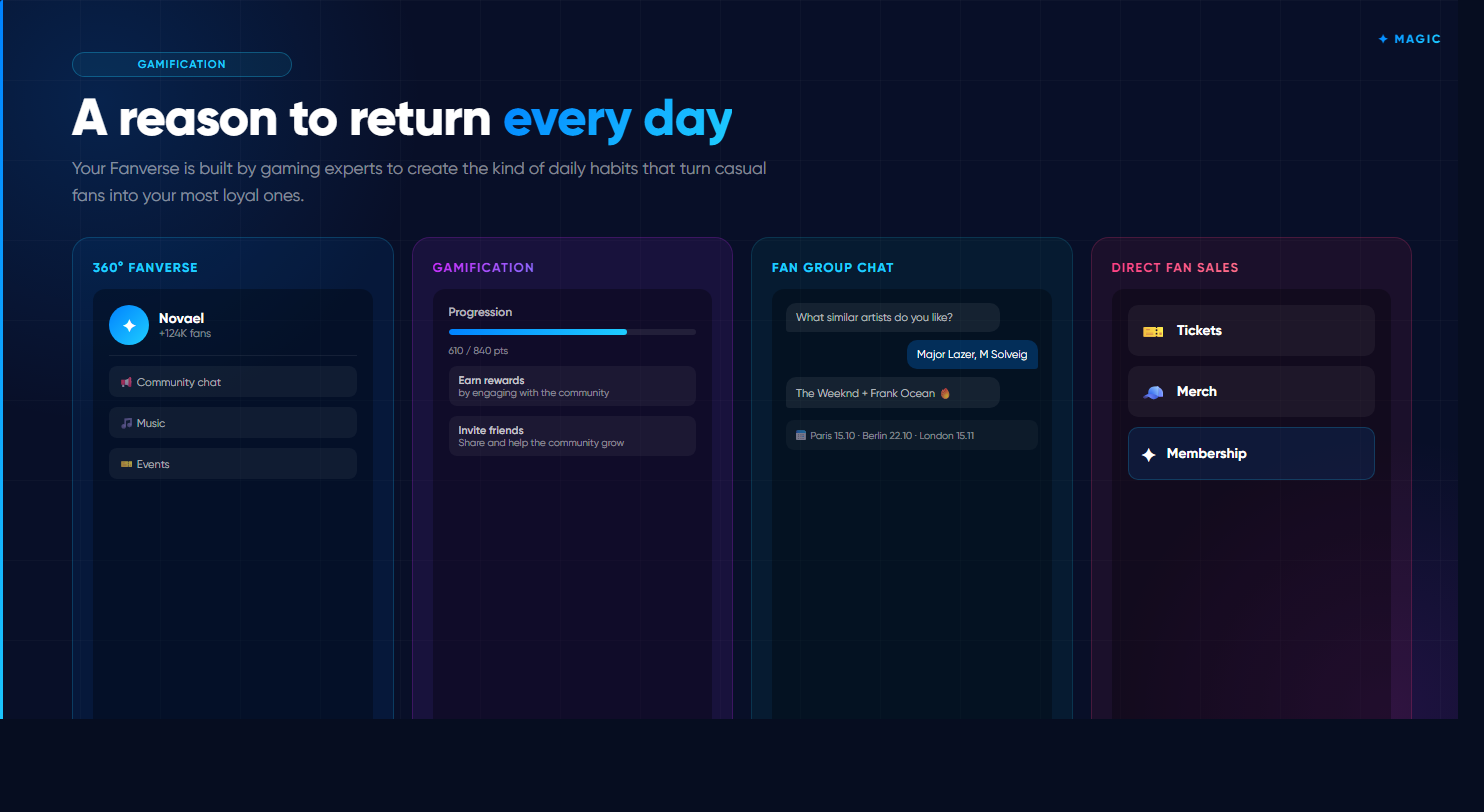 ✦ MAGIC
GAMIFICATION
A reason to return every day
Your Fanverse is built by gaming experts to create the kind of daily habits that turn casual
fans into your most loyal ones.
360° FANVERSE
Novael
+124K fans
Community chat
Music
Events
GAMIFICATION
Progression
610 / 840 pts
Earn rewards
by engaging with the community
Invite friends
Share and help the community grow
FAN GROUP CHAT
What similar artists do you like?
Major Lazer, M Solveig
The Weeknd + Frank Ocean
Paris 15.10 · Berlin 22.10 · London 15.11
DIRECT FAN SALES
Tickets
Merch
Membership